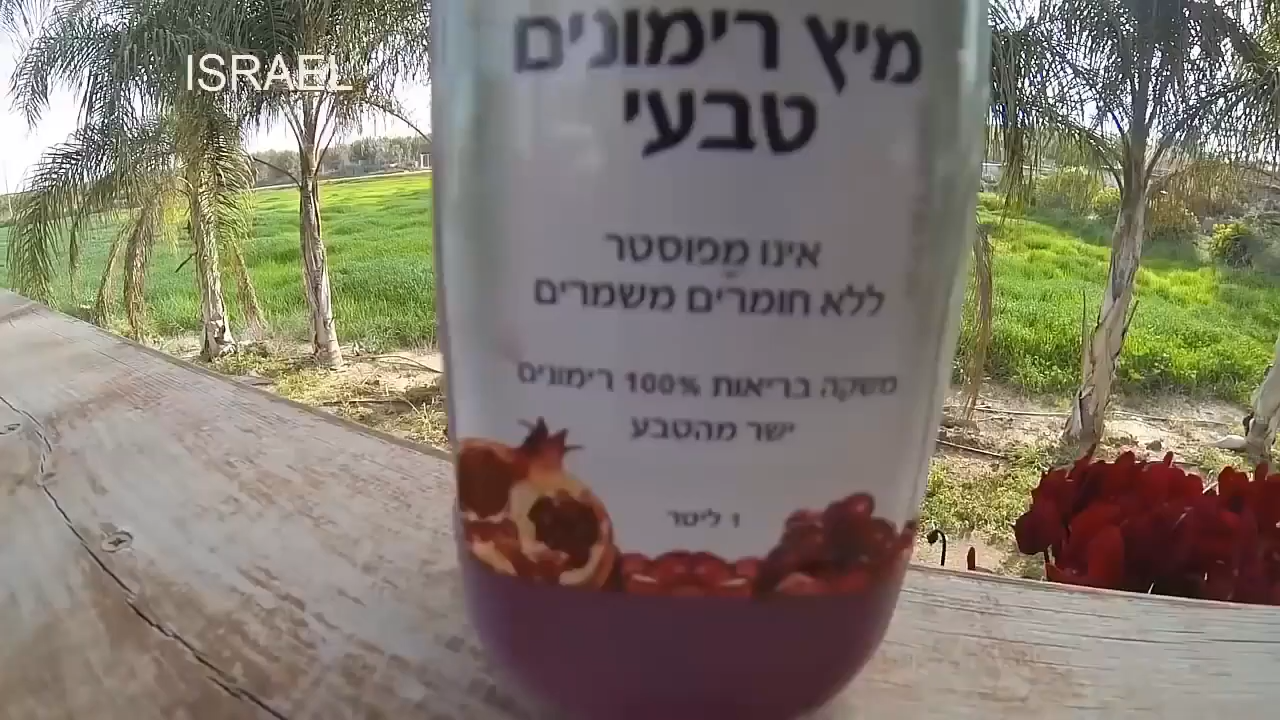 ISRAEL
מיץ רימונים
טבעי
אינו מפוסטר
ללא חומרים משמרים
משקה בריאות 100% רימונים
ישר מהטבע
1 ליטר